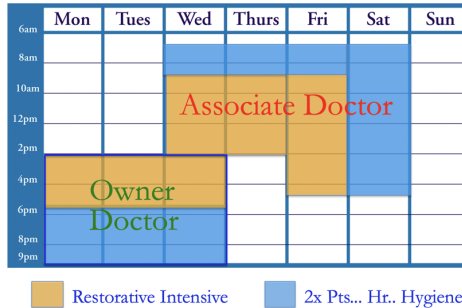 Mon Tues Wed Thurs Fri Sat Sun
6am
8am
10am
12pm
2pm
4pm
6pm
8pm
9pm
Associate Doctor
Owner
Doctor
Restorative Intensive
2x Pts... Hr.. Hygiene